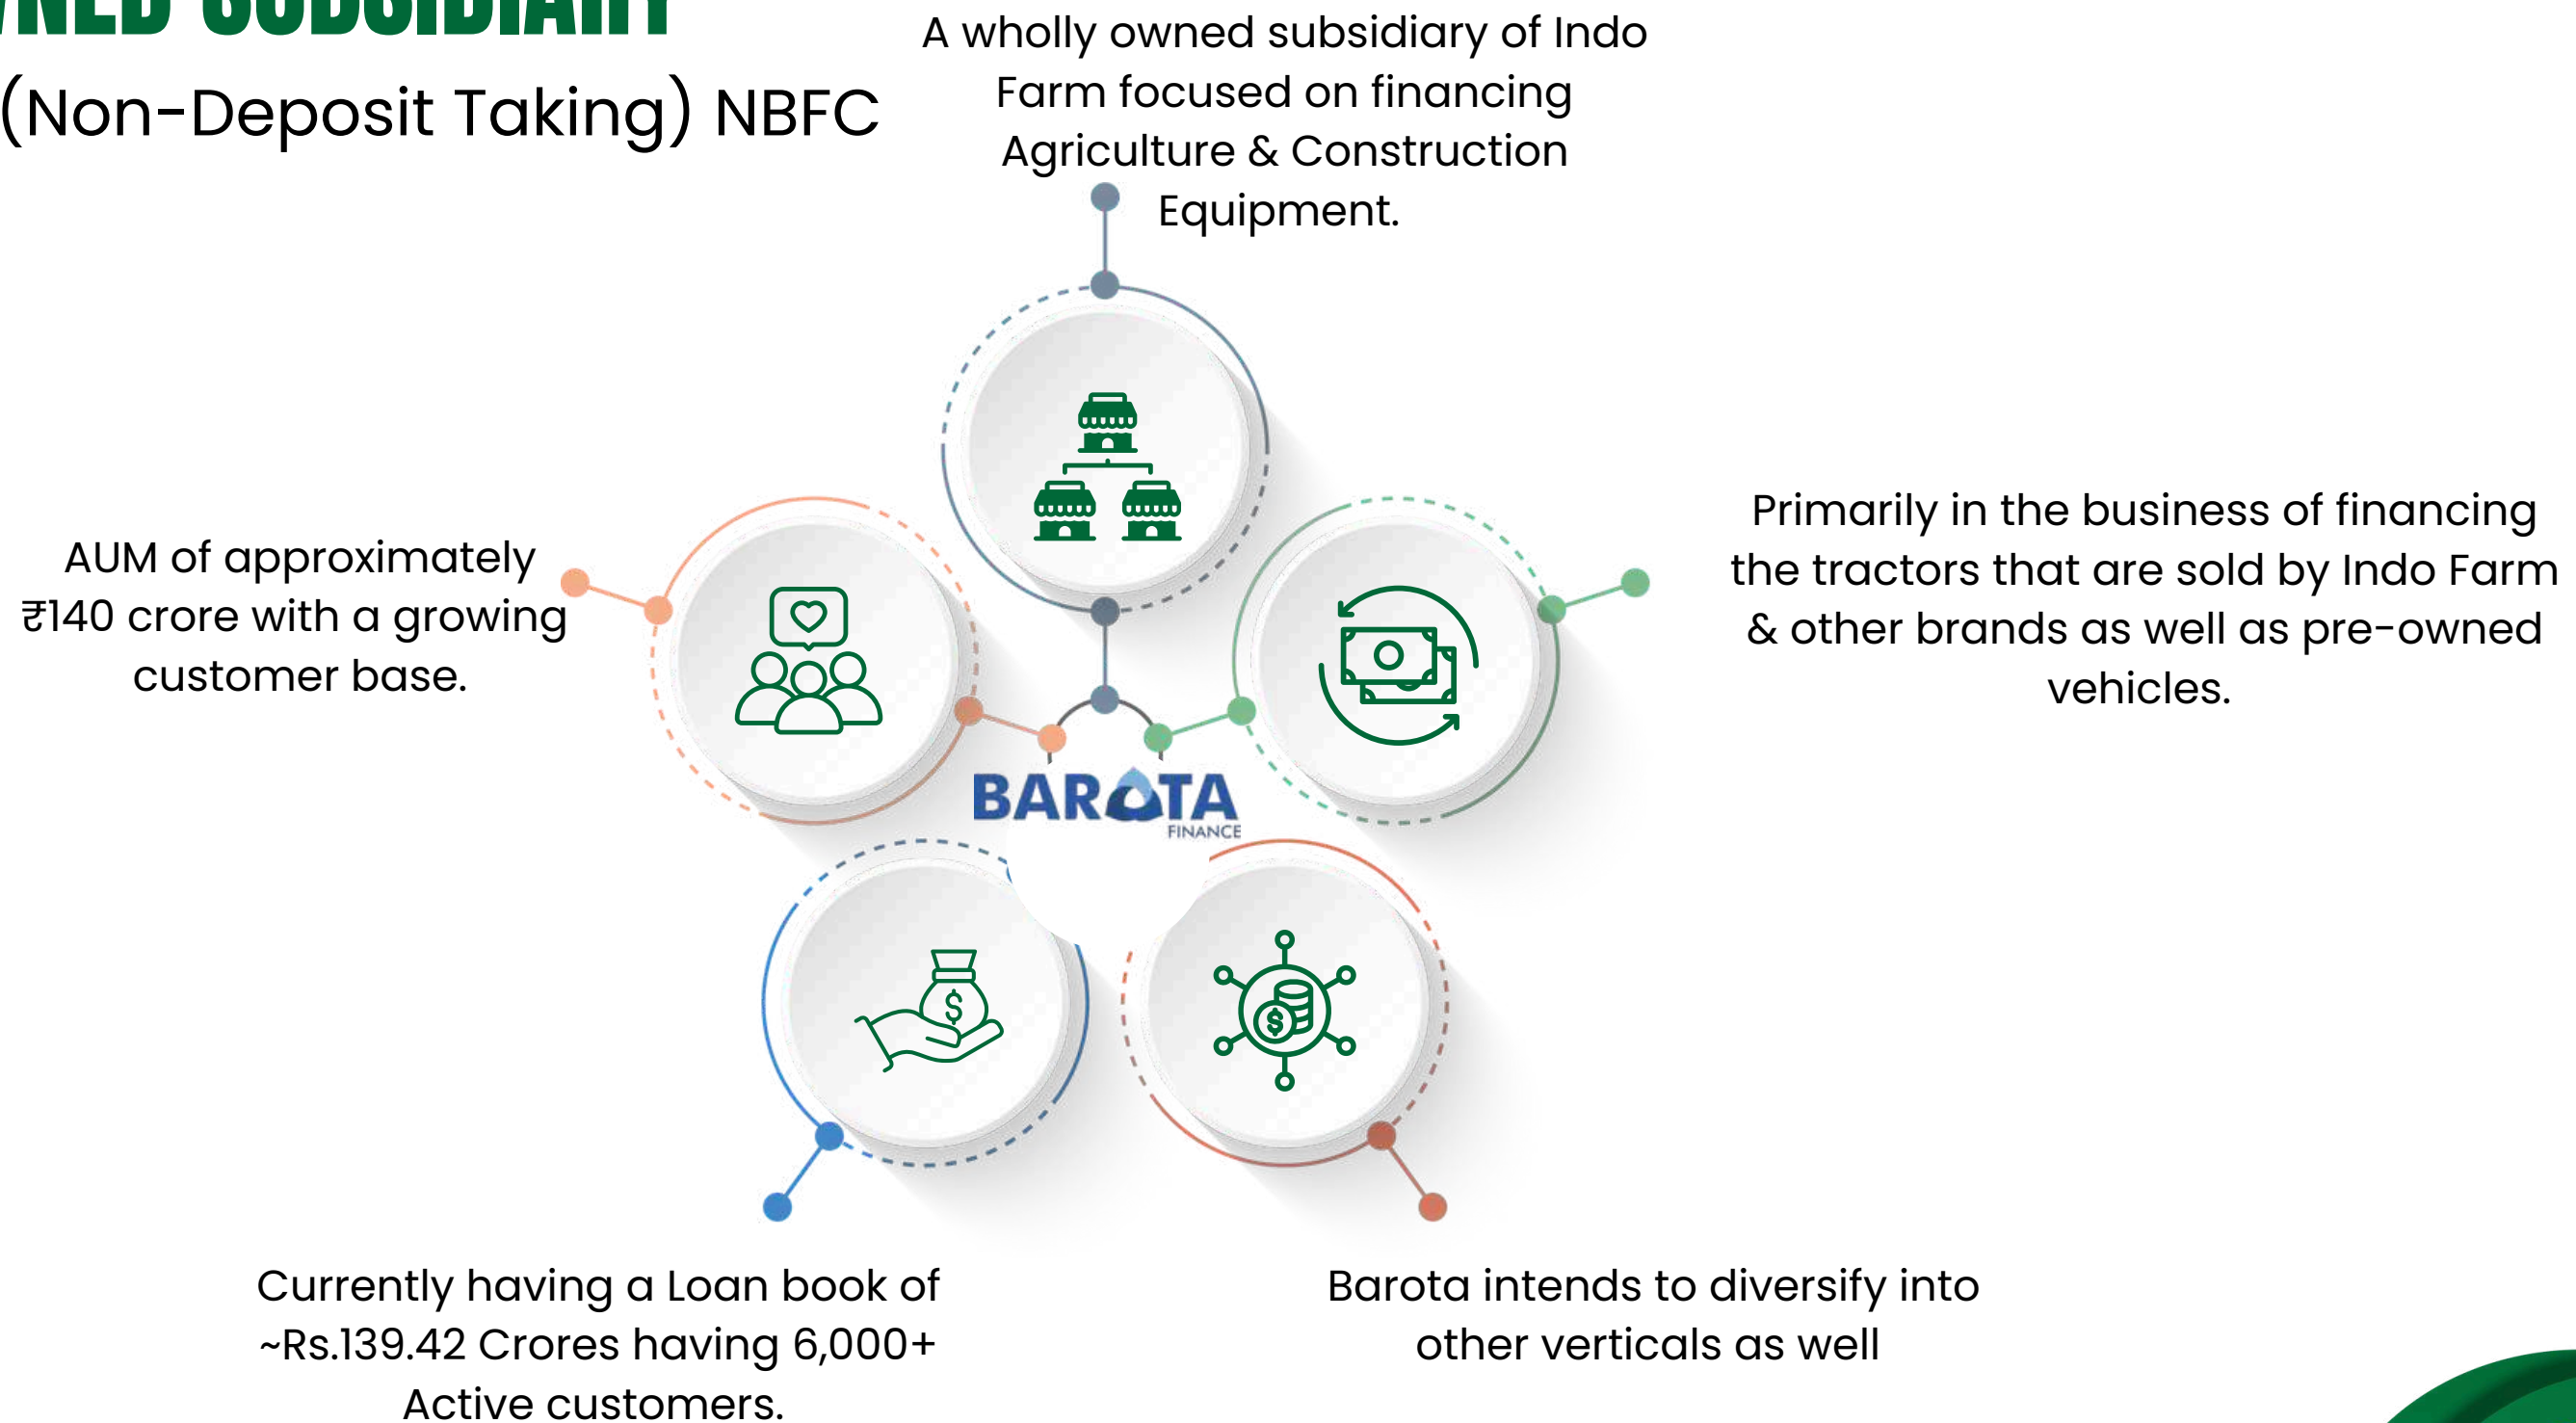 SUBSIDIARY
(Non-Deposit Taking) NBFC
A wholly owned subsidiary of Indo
Farm focused on financing
Agriculture & Construction
Equipment.
AUM of approximately
₹140 crore with a growing
customer base.
Primarily in the business of financing
the tractors that are sold by Indo Farm
& other brands as well as pre-owned
vehicles.
BAROTA
FINANCE
Currently having a Loan book of
~Rs.139.42 Crores having 6,000+
Active customers.
Barota intends to diversify into
other verticals as well